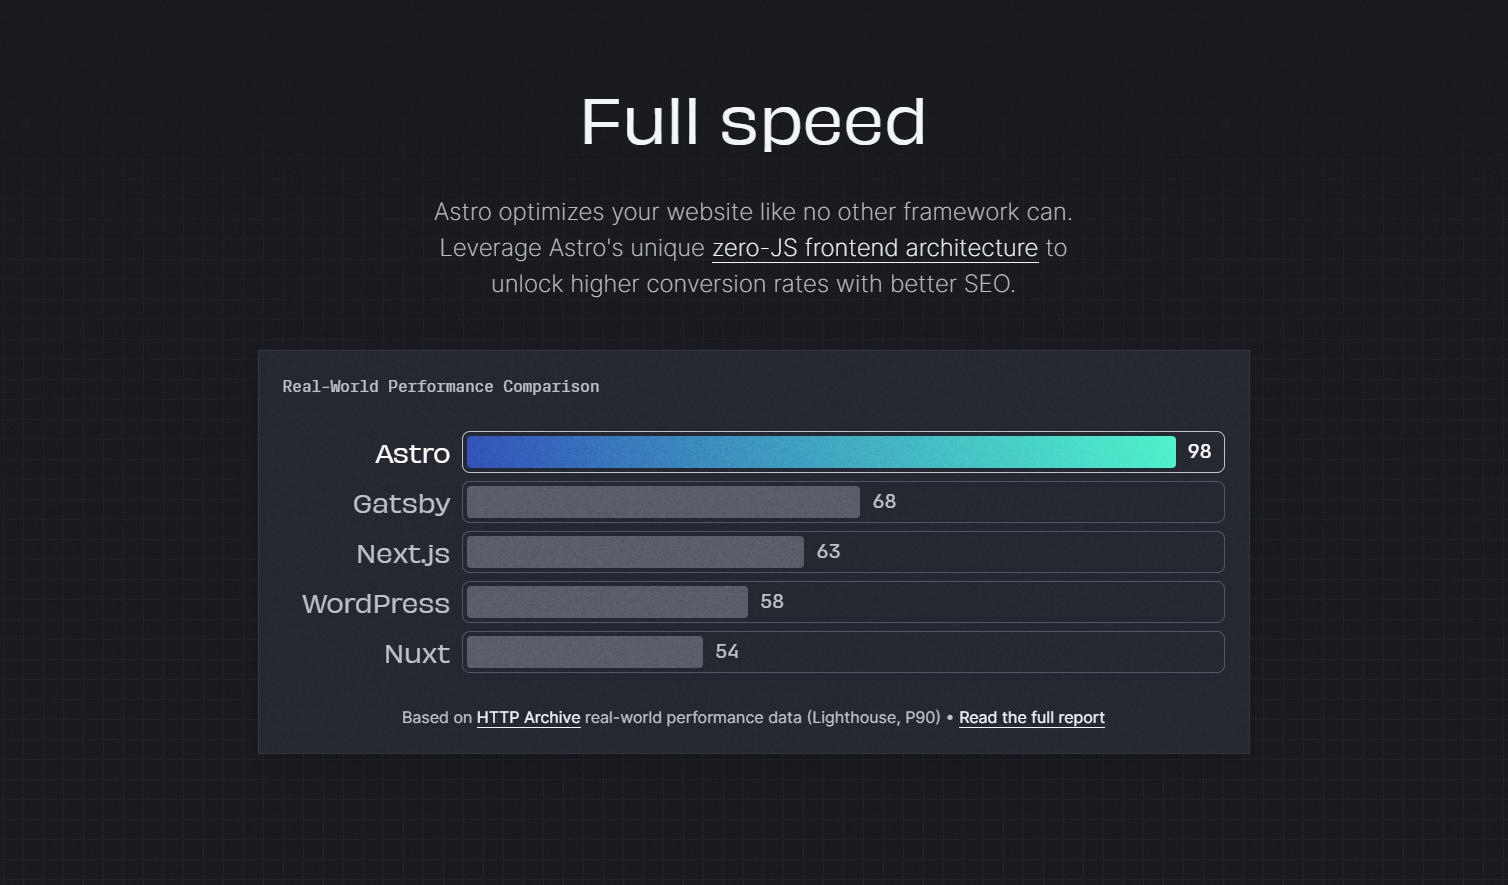 Full speed
Astro optimizes your website like no other framework can.
Leverage Astro's unique zero-JS frontend architecture to
unlock higher conversion rates with better SEO.
Real-World Performance Comparison
Astro 98
Gatsby 68
Next.js 63
WordPress 58
Nuxt 54
Based on HTTP Archive real-world performance data (Lighthouse, P90) • Read the full report